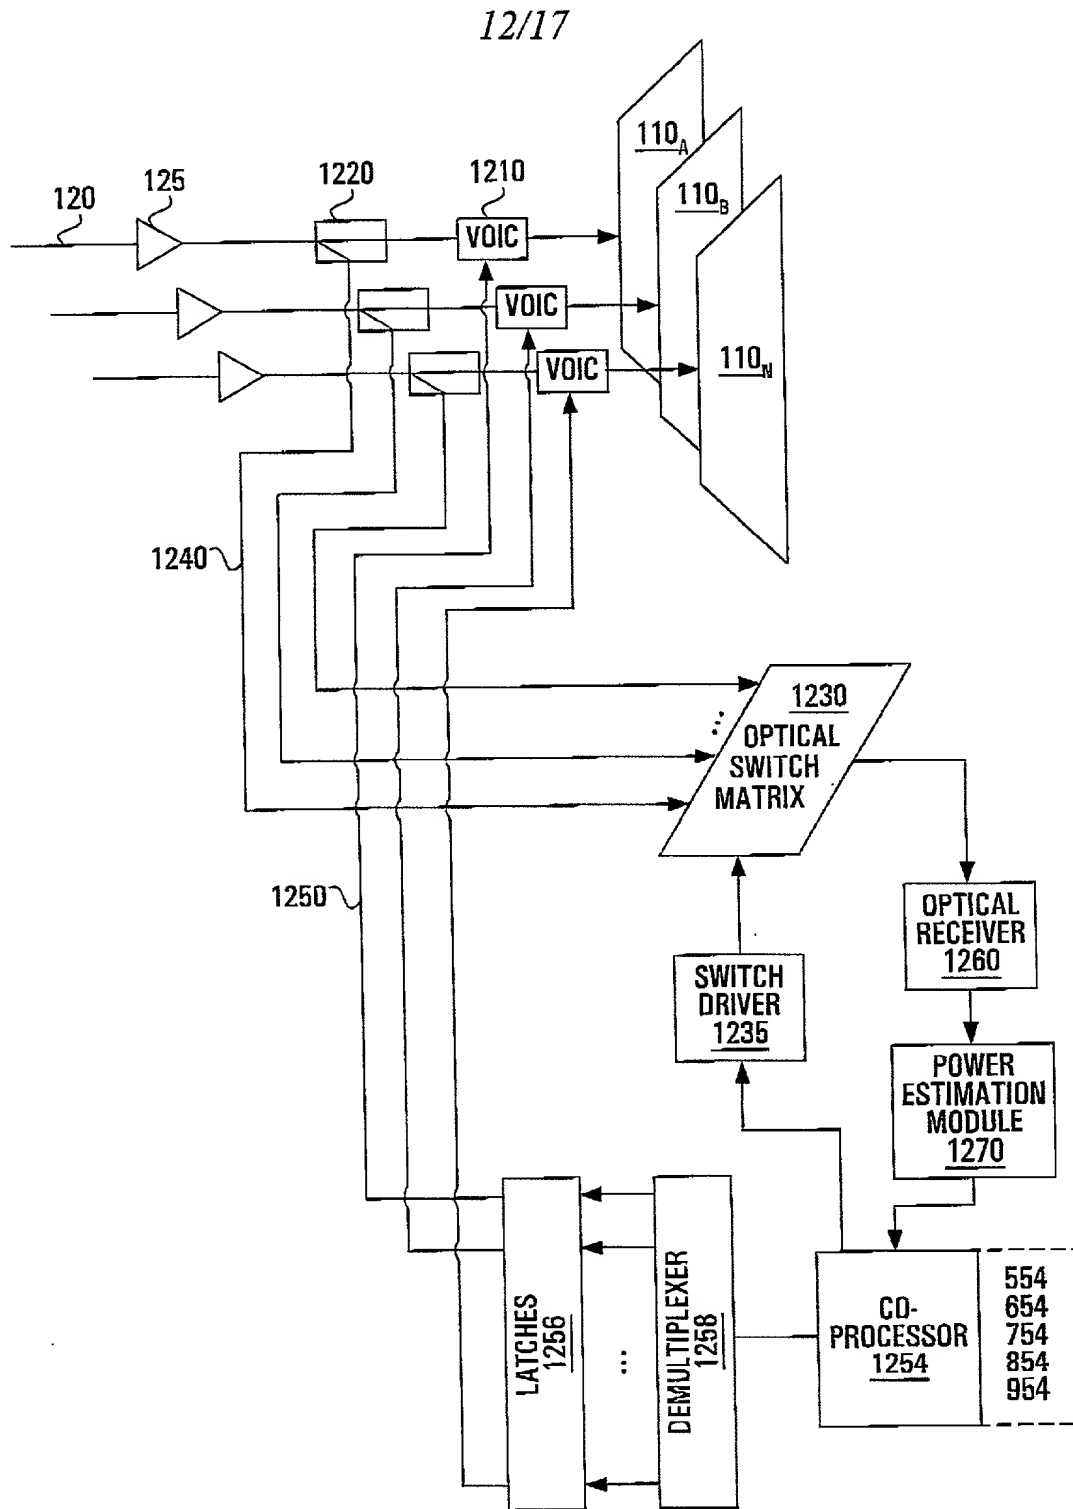 12/17
110A
110B
110N
120
125
1220
1210
VOIC
VOIC
VOIC
1240
1230
OPTICAL
SWITCH
MATRIX
1250
OPTICAL
RECEIVER
1260
SWITCH
DRIVER
1235
POWER
ESTIMATION
MODULE
1270
LATCHES
1256
...
DEMULTIPLEXER
1258
CO-
PROCESSOR
1254
554
654
754
854
954